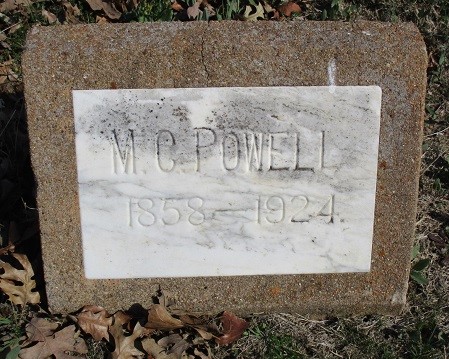 M. C. POWELL
1858 — 1924.